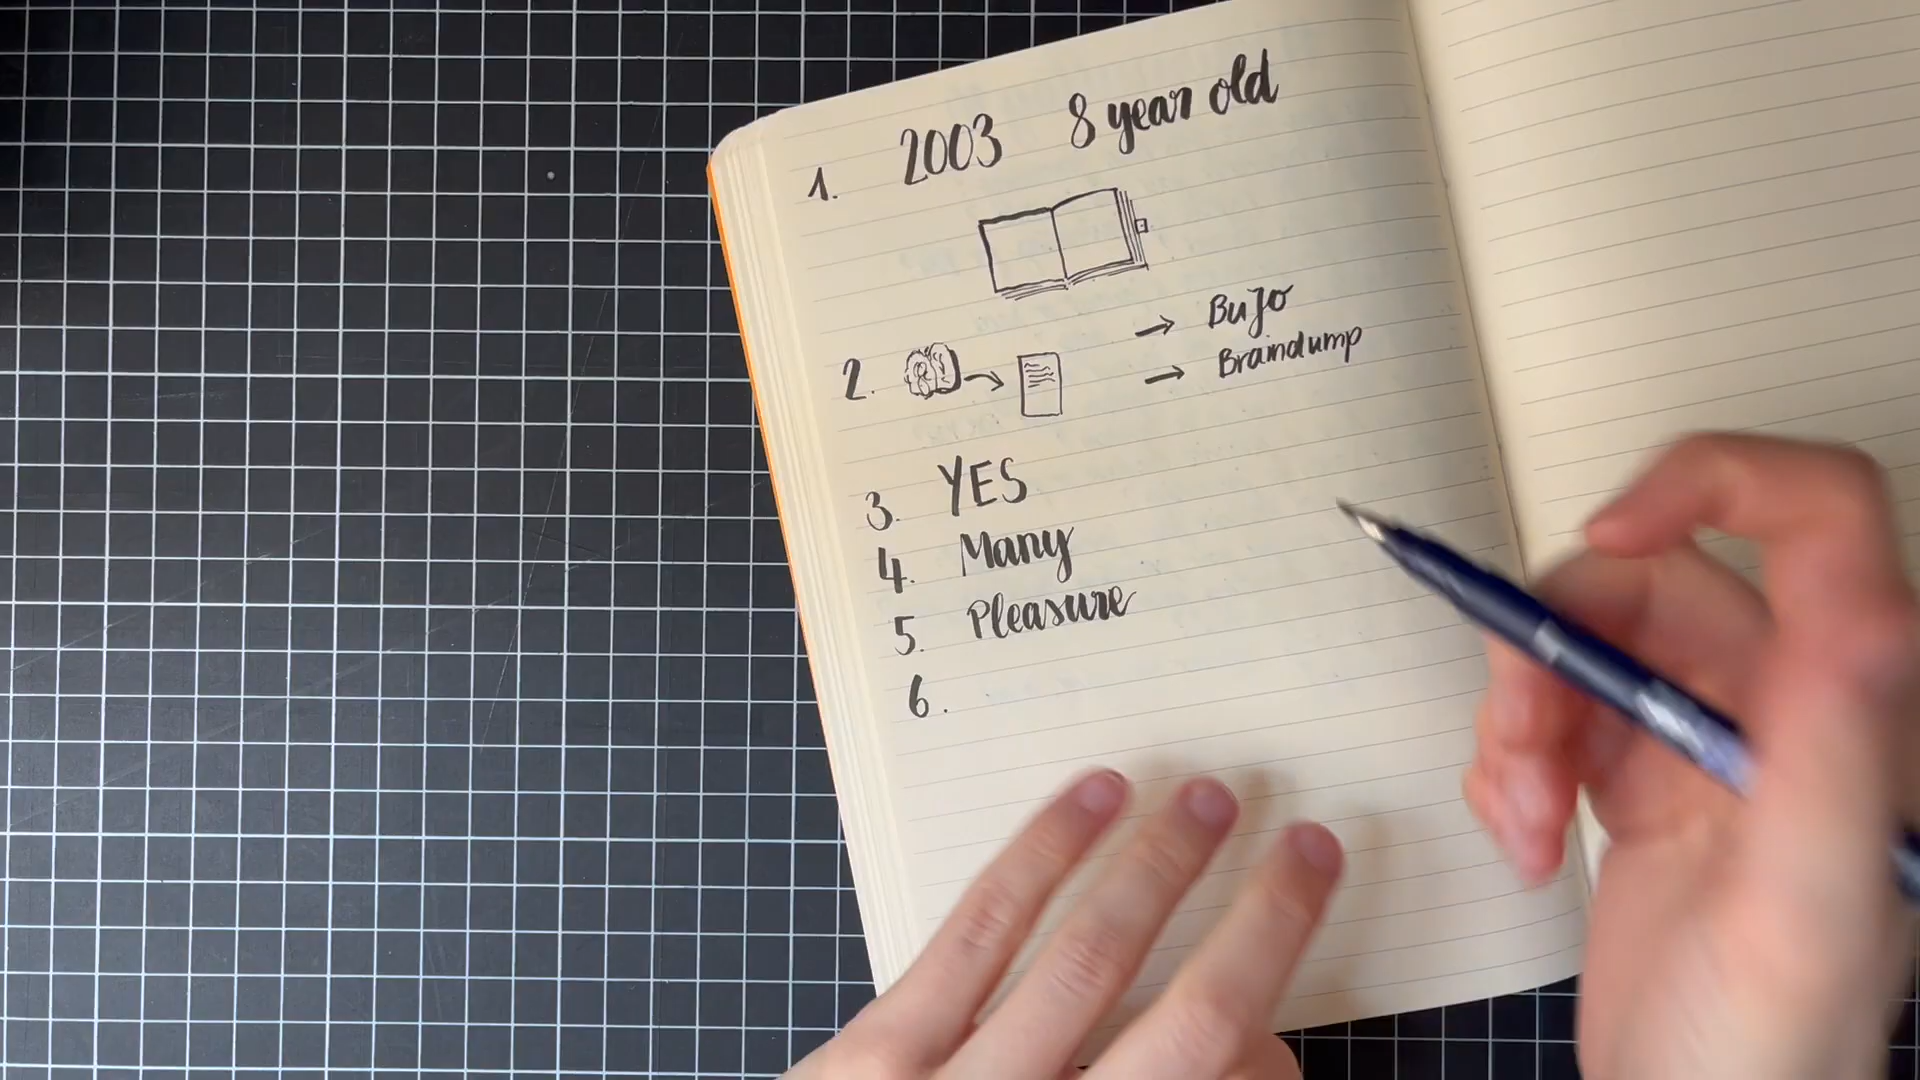 1. 2003 8 year old
→ BuJo
2. → Braindump
3. YES
4. Many
5. Pleasure
6.